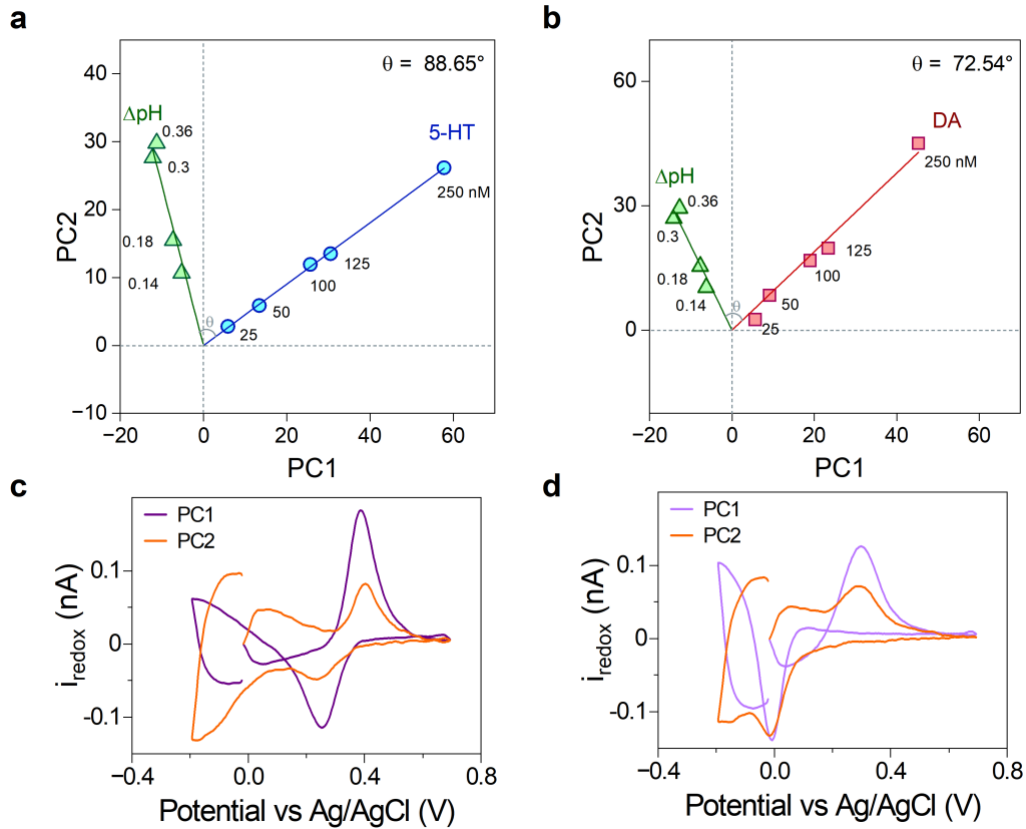 a
θ = 88.65°
40
30
20
10
0
−10
PC2
ΔpH
0.36
0.3
0.18
0.14
5-HT
250 nM
125
100
50
25
θ
−20 0 20 40 60
PC1
b
θ = 72.54°
60
30
0
PC2
ΔpH
0.36
0.3
0.18
0.14
DA
250 nM
125
100
50
25
θ
−20 0 20 40 60
PC1
c
PC1
PC2
0.1
0
-0.1
iredox (nA)
−0.4 0.0 0.4 0.8
Potential vs Ag/AgCl (V)
d
PC1
PC2
0.1
0
-0.1
iredox (nA)
−0.4 0.0 0.4 0.8
Potential vs Ag/AgCl (V)